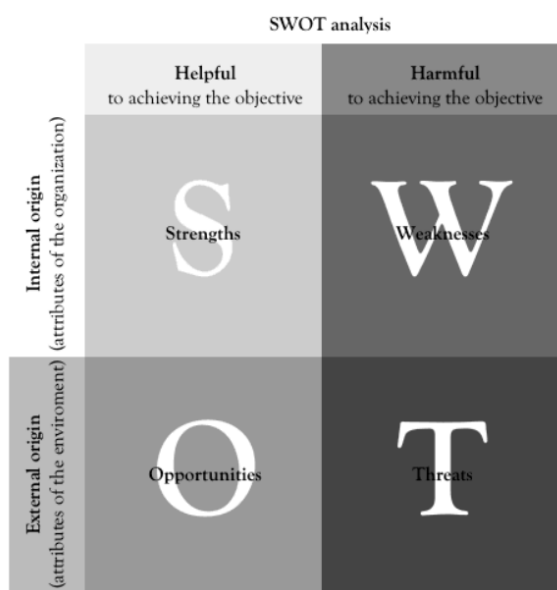 SWOT analysis
Helpful
to achieving the objective
Harmful
to achieving the objective
Internal origin
(attributes of the organization)
S
Strengths
W
Weaknesses
External origin
(attributes of the enviroment)
O
Opportunities
T
Threats